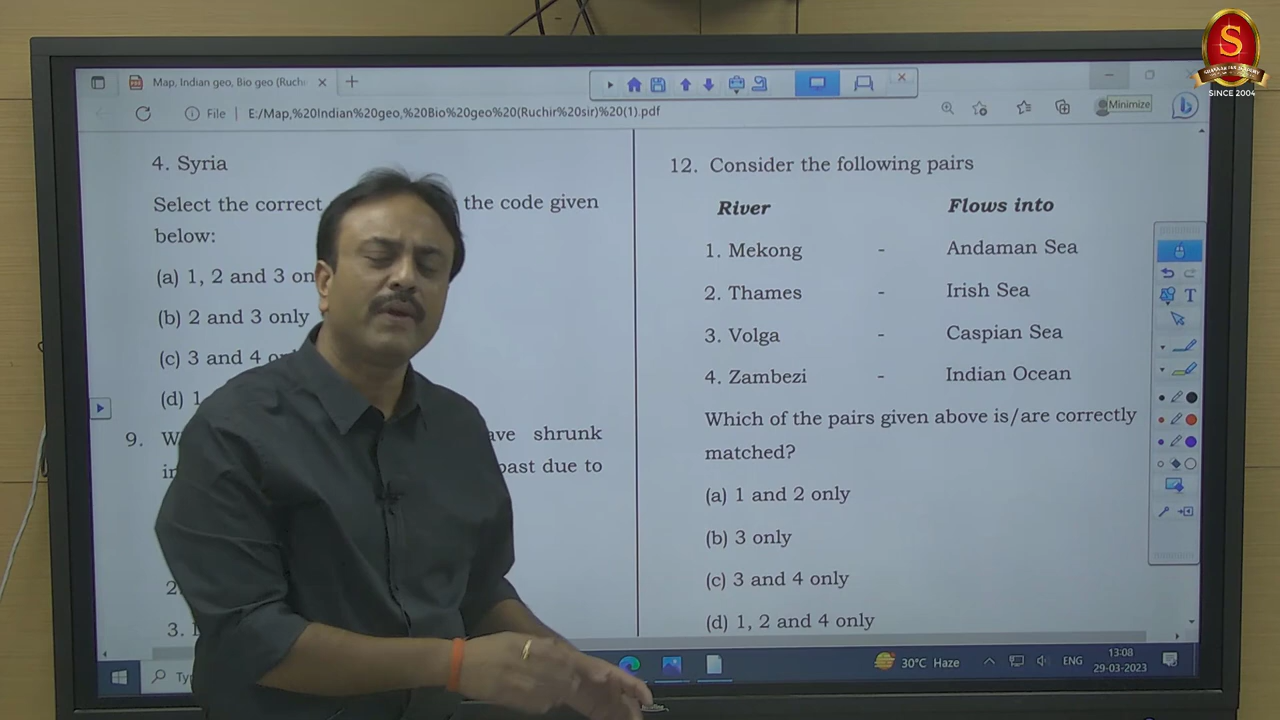 Map, Indian geo, Bio geo (Ruchi
File E:/Map,%20Indian%20geo,%20Bio%20geo%20(Ruchir%20sir)%20(1).pdf
Minimize
S
SINCE 2004
4. Syria
Select the correct the code given
below:
(a) 1, 2 and 3 on
(b) 2 and 3 only
(c) 3 and 4
(d) 1
9. ave shrunk
past due to
2.
3.
12. Consider the following pairs
River Flows into
1. Mekong - Andaman Sea
2. Thames - Irish Sea
3. Volga - Caspian Sea
4. Zambezi - Indian Ocean
Which of the pairs given above is/are correctly
matched?
(a) 1 and 2 only
(b) 3 only
(c) 3 and 4 only
(d) 1, 2 and 4 only
T
30°C Haze ENG 13:08
29-03-2023